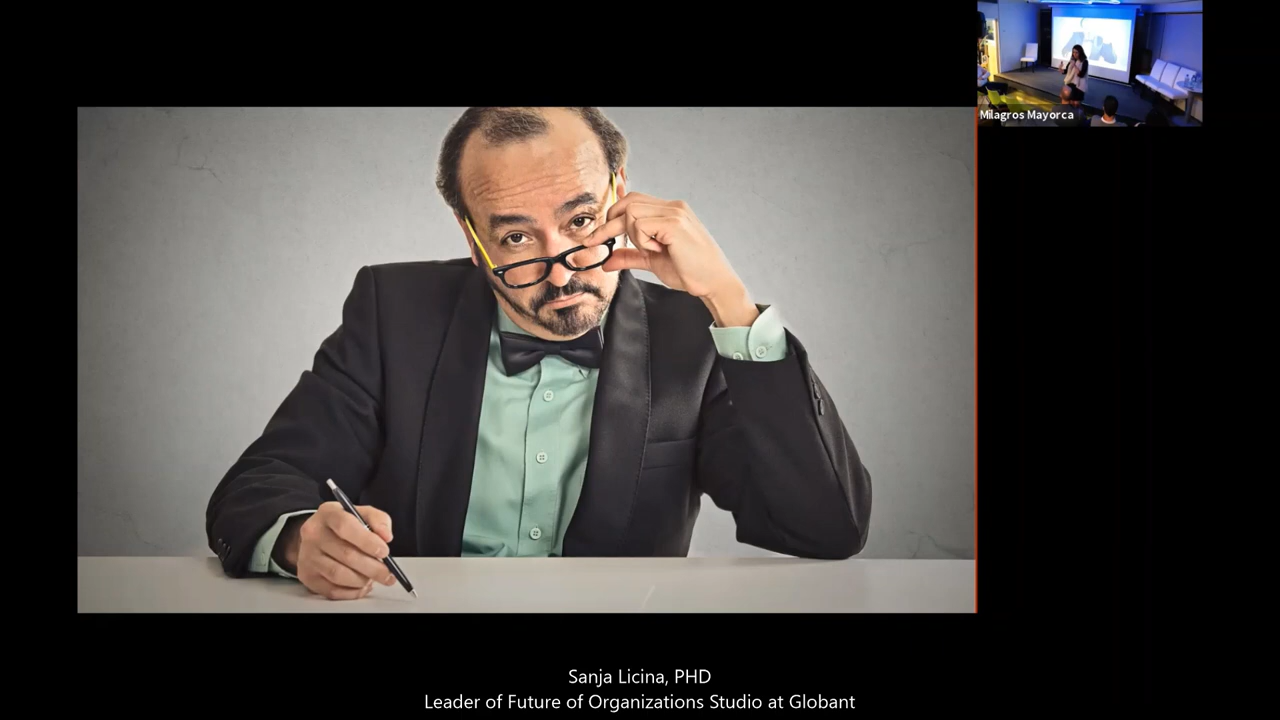 Milagros Mayorca
Sanja Licina, PHD
Leader of Future of Organizations Studio at Globant